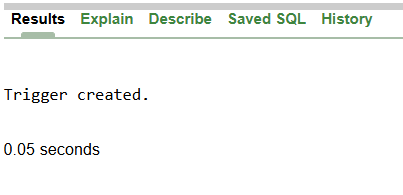 Results Explain Describe Saved SQL History
Trigger created.
0.05 seconds